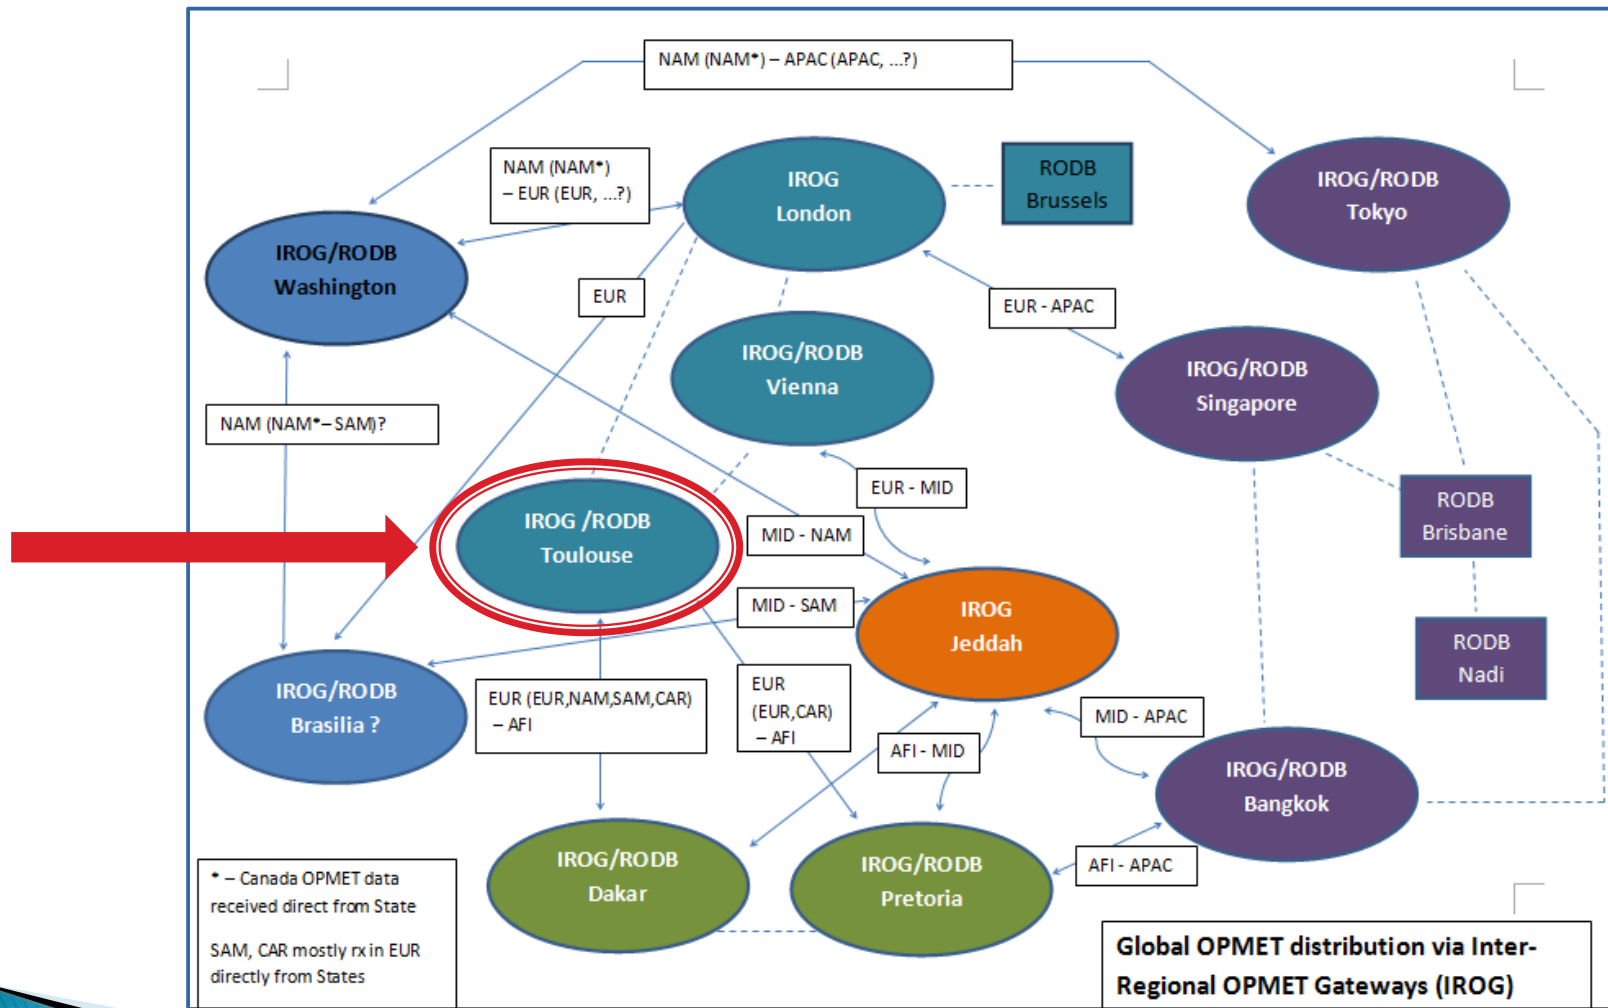 NAM (NAM*) – APAC (APAC, ...?)
NAM (NAM*)
– EUR (EUR, ...?)
IROG
London
RODB
Brussels
IROG/RODB
Tokyo
IROG/RODB
Washington
EUR
EUR - APAC
IROG/RODB
Vienna
IROG/RODB
Singapore
NAM (NAM*– SAM)?
EUR - MID
IROG /RODB
Toulouse
MID - NAM
RODB
Brisbane
MID - SAM
IROG
Jeddah
RODB
Nadi
IROG/RODB
Brasilia ?
EUR (EUR,NAM,SAM,CAR)
– AFI
EUR
(EUR,CAR)
– AFI
AFI - MID
MID - APAC
IROG/RODB
Bangkok
IROG/RODB
Dakar
IROG/RODB
Pretoria
AFI - APAC
* – Canada OPMET data
received direct from State
SAM, CAR mostly rx in EUR
directly from States
Global OPMET distribution via Inter-
Regional OPMET Gateways (IROG)